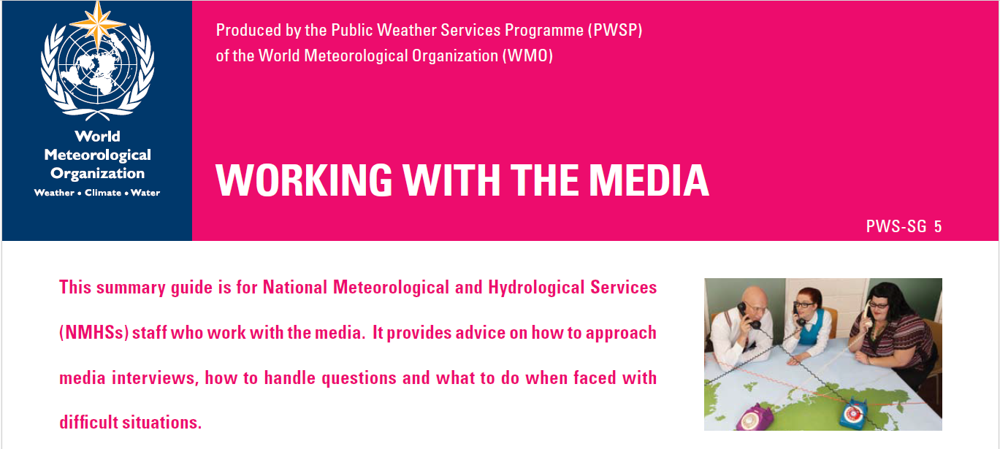 World
Meteorological
Organization
Weather • Climate • Water
Produced by the Public Weather Services Programme (PWSP)
of the World Meteorological Organization (WMO)
WORKING WITH THE MEDIA
PWS-SG 5
This summary guide is for National Meteorological and Hydrological Services
(NMHSs) staff who work with the media. It provides advice on how to approach
media interviews, how to handle questions and what to do when faced with
difficult situations.